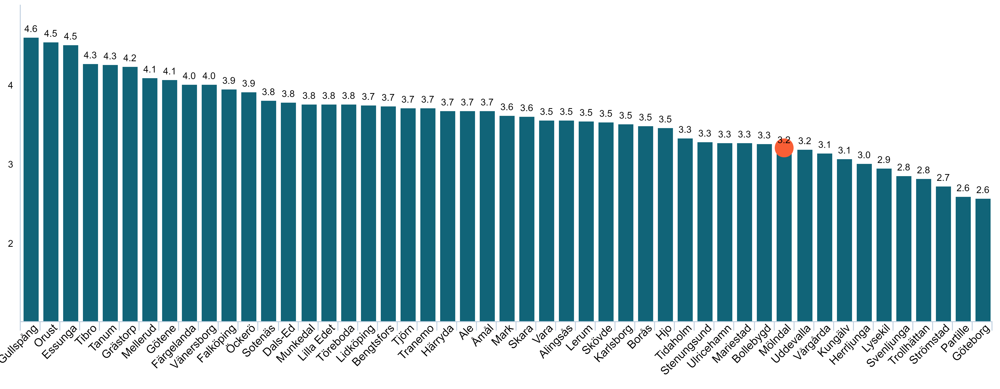 4.6 4.5 4.5 4.3 4.3 4.2 4.1 4.1 4.0 4.0 3.9 3.9 3.8 3.8 3.8 3.8 3.8 3.7 3.7 3.7 3.7 3.7 3.7 3.7 3.6 3.6 3.5 3.5 3.5 3.5 3.5 3.5 3.5 3.3 3.3 3.3 3.3 3.3 3.2 3.2 3.1 3.1 3.0 2.9 2.8 2.8 2.7 2.6 2.6
4
3
2
Gullspång
Orust
Essunga
Tibro
Tanum
Grästorp
Mellerud
Götene
Färgelanda
Vänersborg
Falköping
Öckerö
Sotenäs
Dals-Ed
Munkedal
Lilla Edet
Töreboda
Lidköping
Bengtsfors
Tjörn
Tranemo
Härryda
Ale
Åmål
Mark
Skara
Vara
Alingsås
Lerum
Skövde
Karlsborg
Borås
Hjo
Tidaholm
Stenungsund
Ulricehamn
Mariestad
Bollebygd
Mölndal
Uddevalla
Vårgårda
Kungälv
Herrljunga
Lysekil
Svenljunga
Trollhättan
Strömstad
Partille
Göteborg